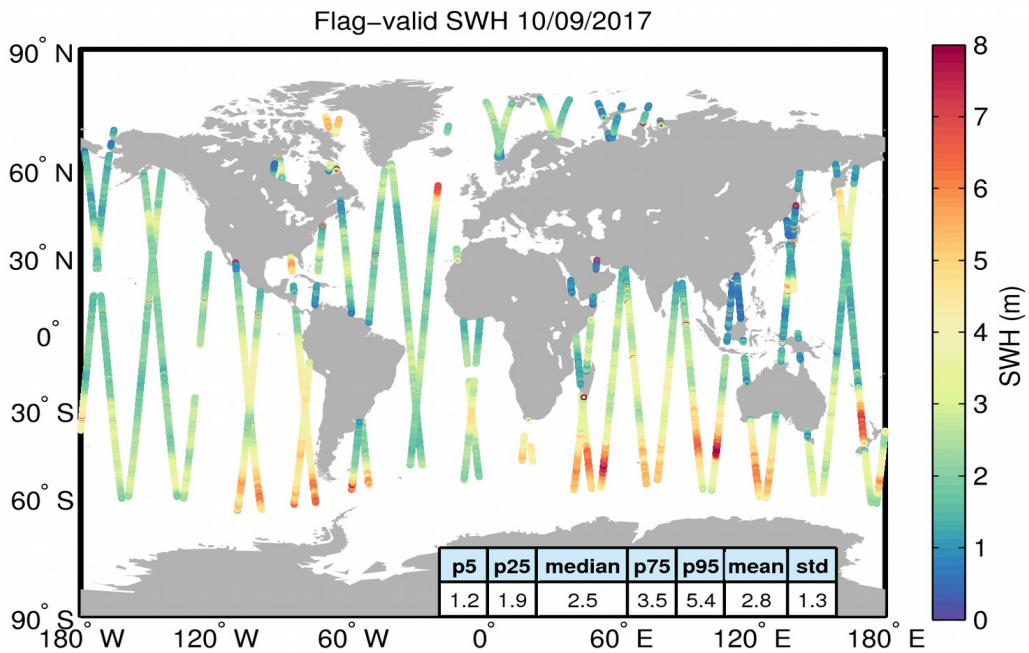 Flag−valid SWH 10/09/2017
90° N
60° N
30° N
0°
30° S
60° S
90° S
180° W
120° W
60° W
0°
60° E
120° E
180° E
8
7
6
5
4
3
2
1
0
SWH (m)
p5 p25 median p75 p95 mean std
1.2 1.9 2.5 3.5 5.4 2.8 1.3